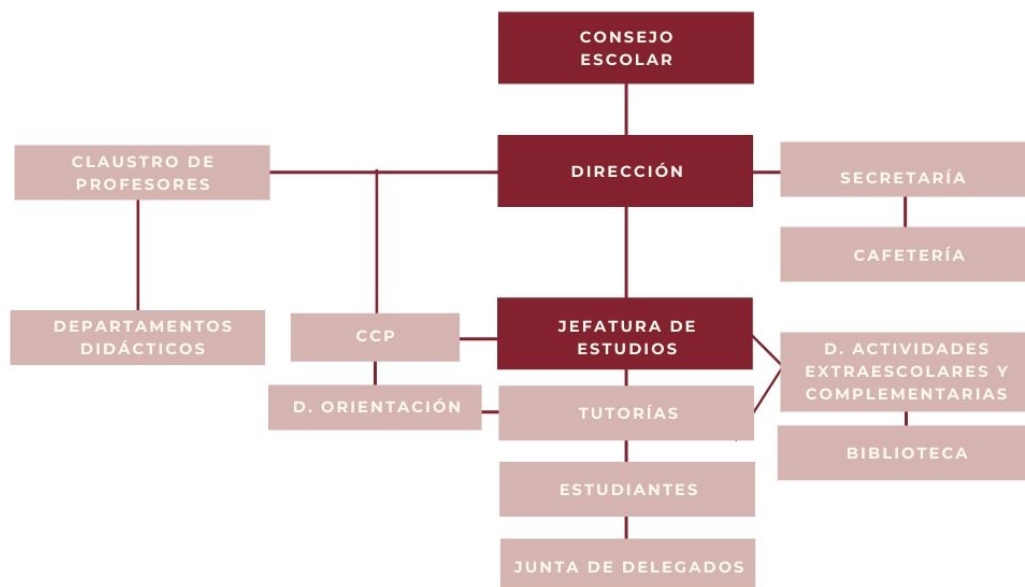 CONSEJO
ESCOLAR
CLAUSTRO DE
PROFESORES
DIRECCIÓN
SECRETARÍA
CAFETERÍA
DEPARTAMENTOS
DIDÁCTICOS
CCP
JEFATURA DE
ESTUDIOS
D. ACTIVIDADES
EXTRAESCOLARES Y
COMPLEMENTARIAS
D. ORIENTACIÓN
TUTORÍAS
BIBLIOTECA
ESTUDIANTES
JUNTA DE DELEGADOS